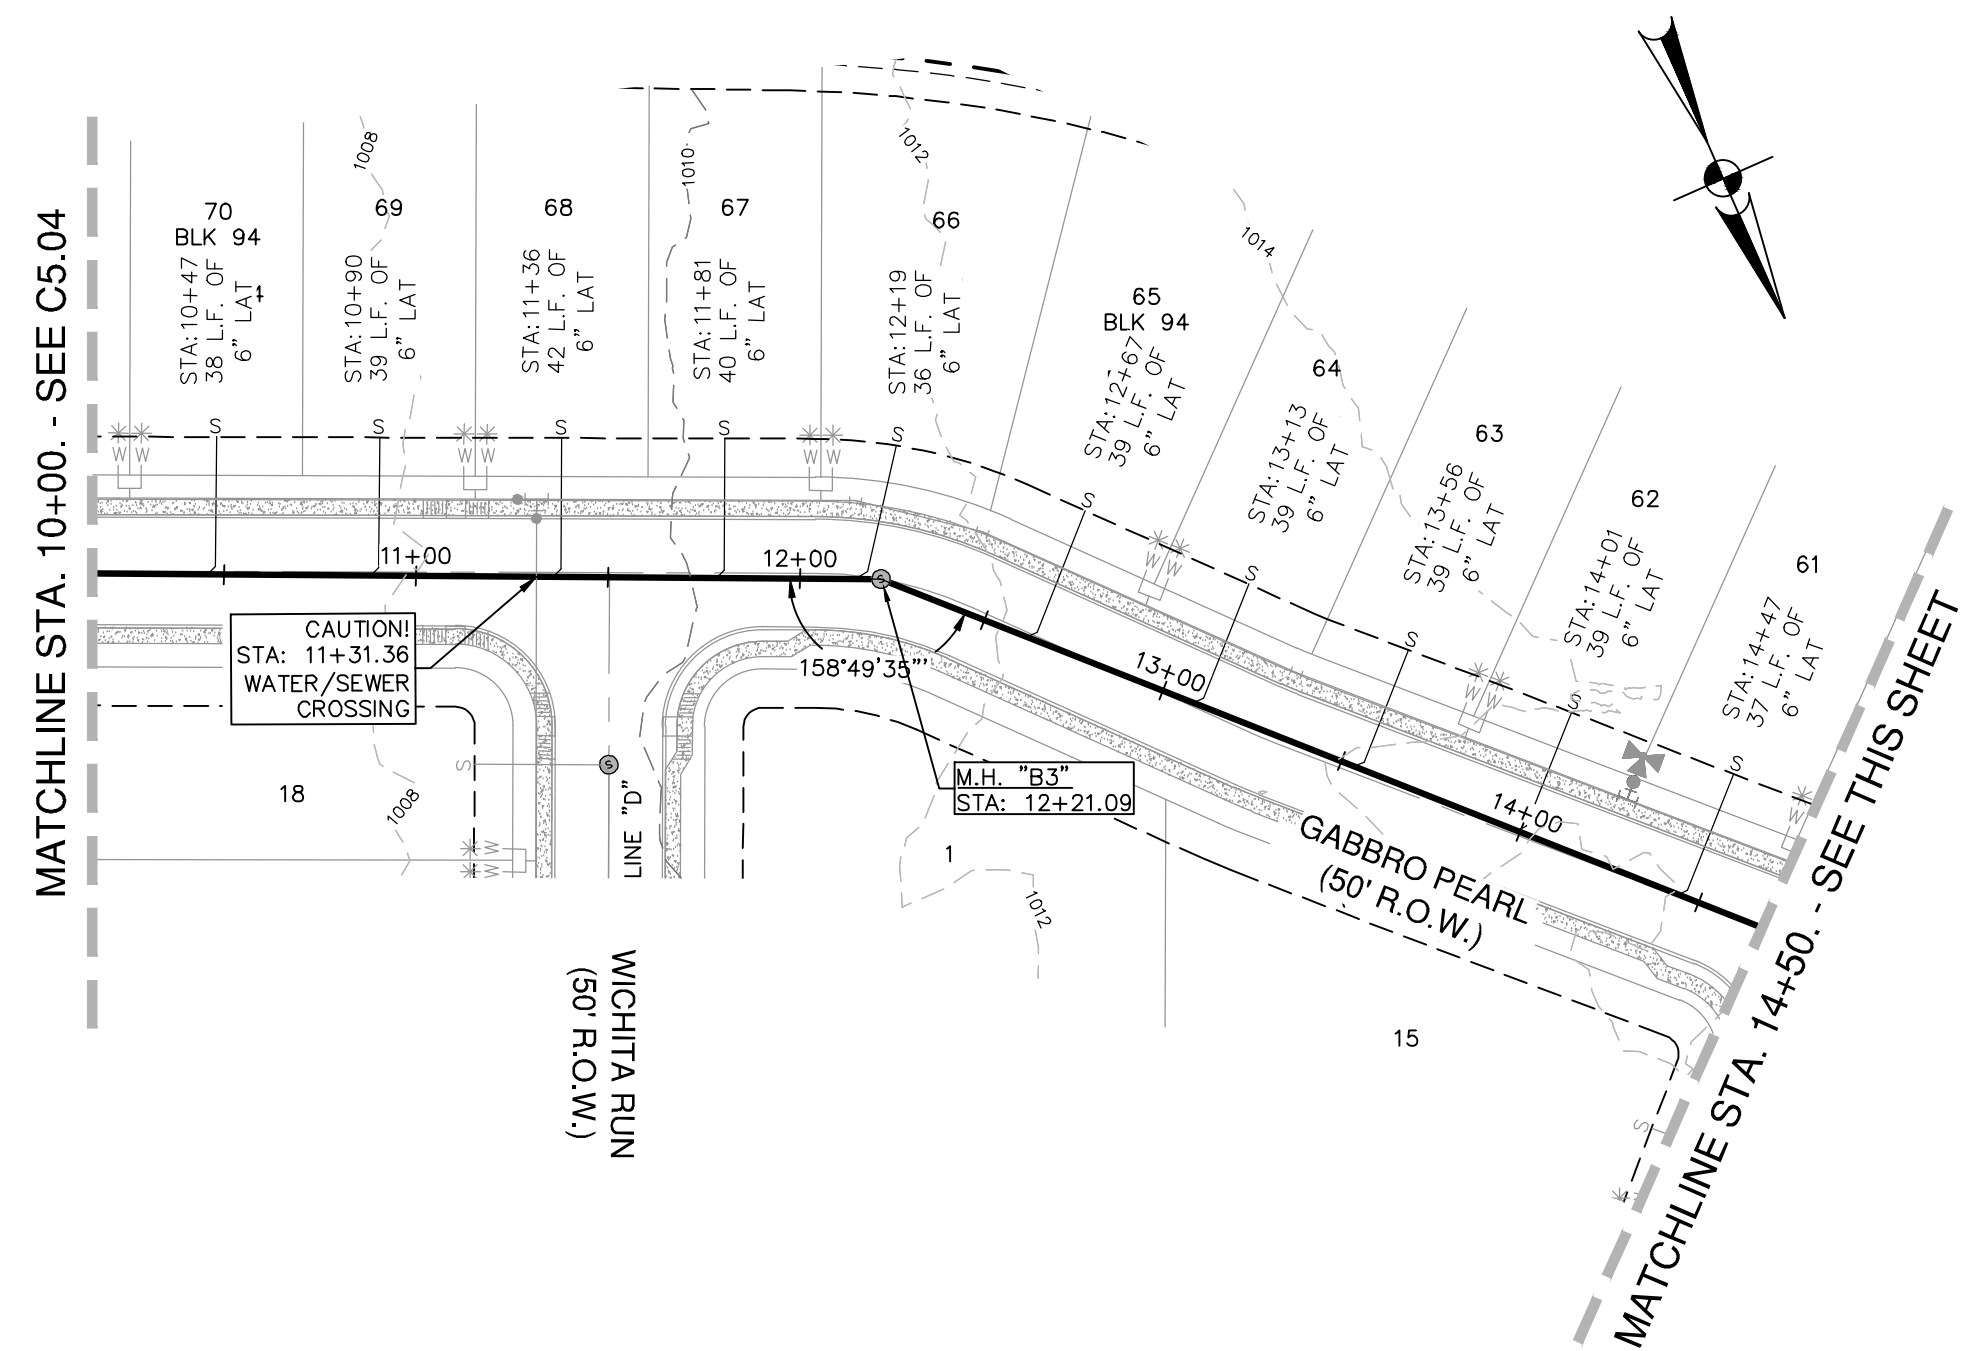 MATCHLINE STA. 10+00. - SEE C5.04
70
BLK 94
STA:10+47
38 L.F. OF
6" LAT
1008
69
STA:10+90
39 L.F. OF
6" LAT
68
STA:11+36
42 L.F. OF
6" LAT
1010
67
STA:11+81
40 L.F. OF
6" LAT
1012
66
STA:12+19
36 L.F. OF
6" LAT
1014
65
BLK 94
STA:12+67
39 L.F. OF
6" LAT
64
STA:13+13
39 L.F. OF
6" LAT
63
STA:13+56
39 L.F. OF
6" LAT
62
STA:14+01
39 L.F. OF
6" LAT
61
STA:14+47
37 L.F. OF
6" LAT
W W
S
S
W W
S
S
W W
S
S
W W
S
S
W W
S
S
W
11+00
12+00
S
13+00
14+00
CAUTION!
STA: 11+31.36
WATER/SEWER
CROSSING
158°49'35"'
M.H. "B3"
STA: 12+21.09
S
S
LINE "D"
18
1008
W
W
1
1012
15
GABBRO PEARL
(50' R.O.W.)
WICHITA RUN
(50' R.O.W.)
S
MATCHLINE STA. 14+50. - SEE THIS SHEET